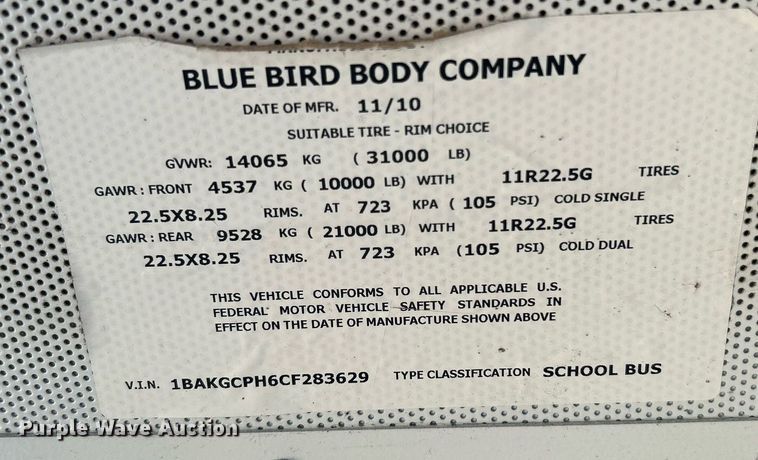 BLUE BIRD BODY COMPANY
DATE OF MFR. 11/10
SUITABLE TIRE - RIM CHOICE
GVWR: 14065 KG ( 31000 LB)
GAWR : FRONT 4537 KG ( 10000 LB) WITH 11R22.5G TIRES
22.5X8.25 RIMS. AT 723 KPA ( 105 PSI) COLD SINGLE
GAWR : REAR 9528 KG ( 21000 LB) WITH 11R22.5G TIRES
22.5X8.25 RIMS. AT 723 KPA (105 PSI) COLD DUAL
THIS VEHICLE CONFORMS TO ALL APPLICABLE U.S.
FEDERAL MOTOR VEHICLE SAFETY STANDARDS IN
EFFECT ON THE DATE OF MANUFACTURE SHOWN ABOVE
V.I.N. 1BAKGCPH6CF283629 TYPE CLASSIFICATION SCHOOL BUS
Purple Wave Auction